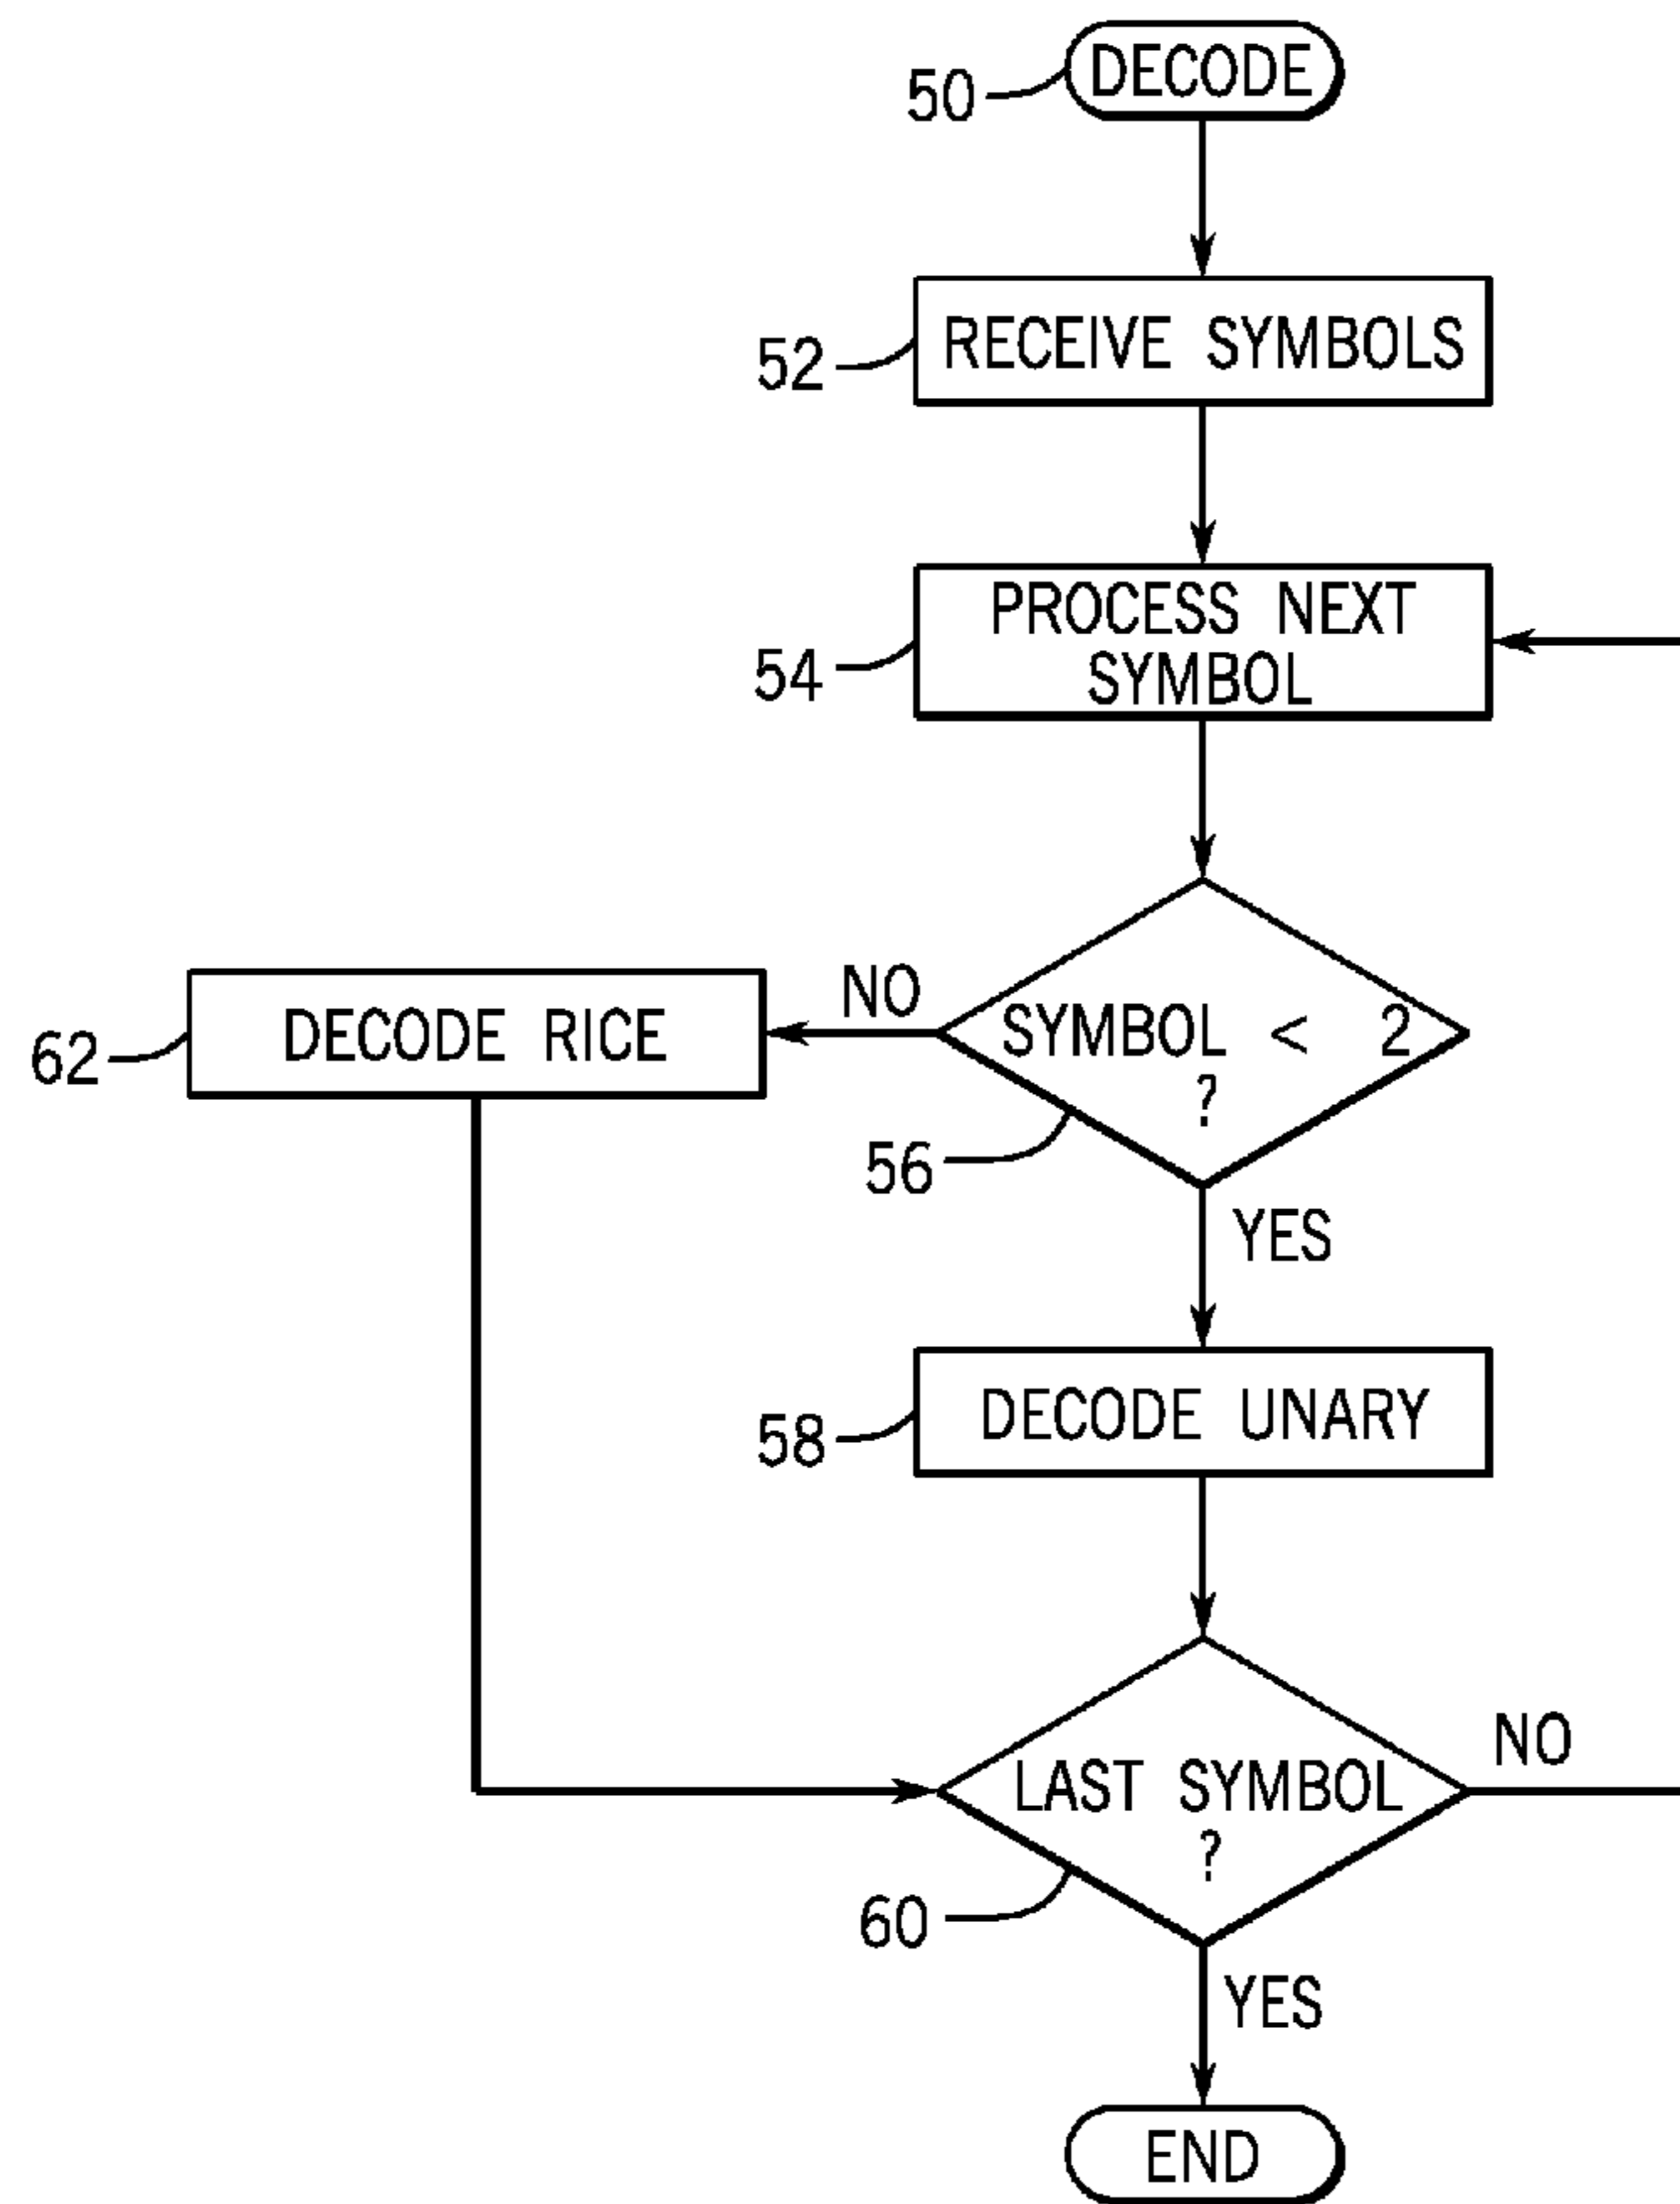 DECODE
50
RECEIVE SYMBOLS
52
PROCESS NEXT
SYMBOL
54
NO
SYMBOL < 2
?
DECODE RICE
62
56
YES
DECODE UNARY
58
NO
LAST SYMBOL
?
60
YES
END